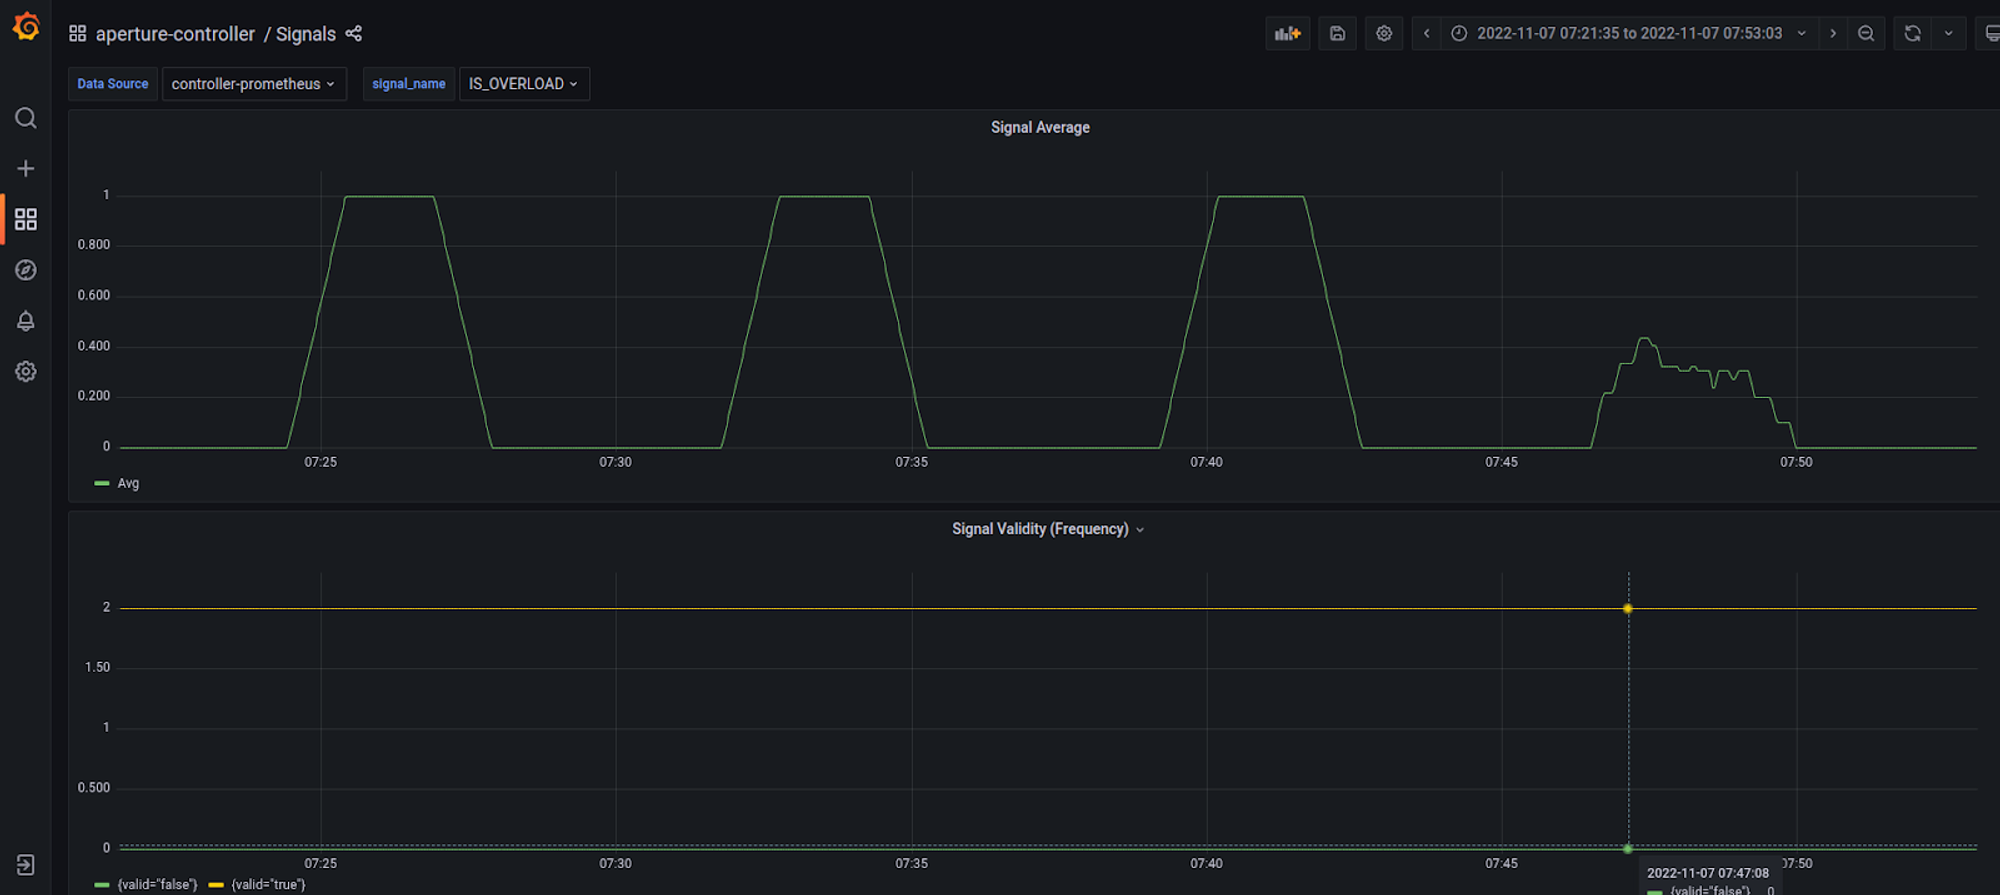 aperture-controller / Signals
2022-11-07 07:21:35 to 2022-11-07 07:53:03
Data Source controller-prometheus signal_name IS_OVERLOAD
Signal Average
1
0.800
0.600
0.400
0.200
0
07:25 07:30 07:35 07:40 07:45 07:50
Avg
Signal Validity (Frequency)
2
1.50
1
0.500
0
07:25 07:30 07:35 07:40 07:45 07:50
{valid="false"} {valid="true"}
2022-11-07 07:47:08
{valid="false"} 0